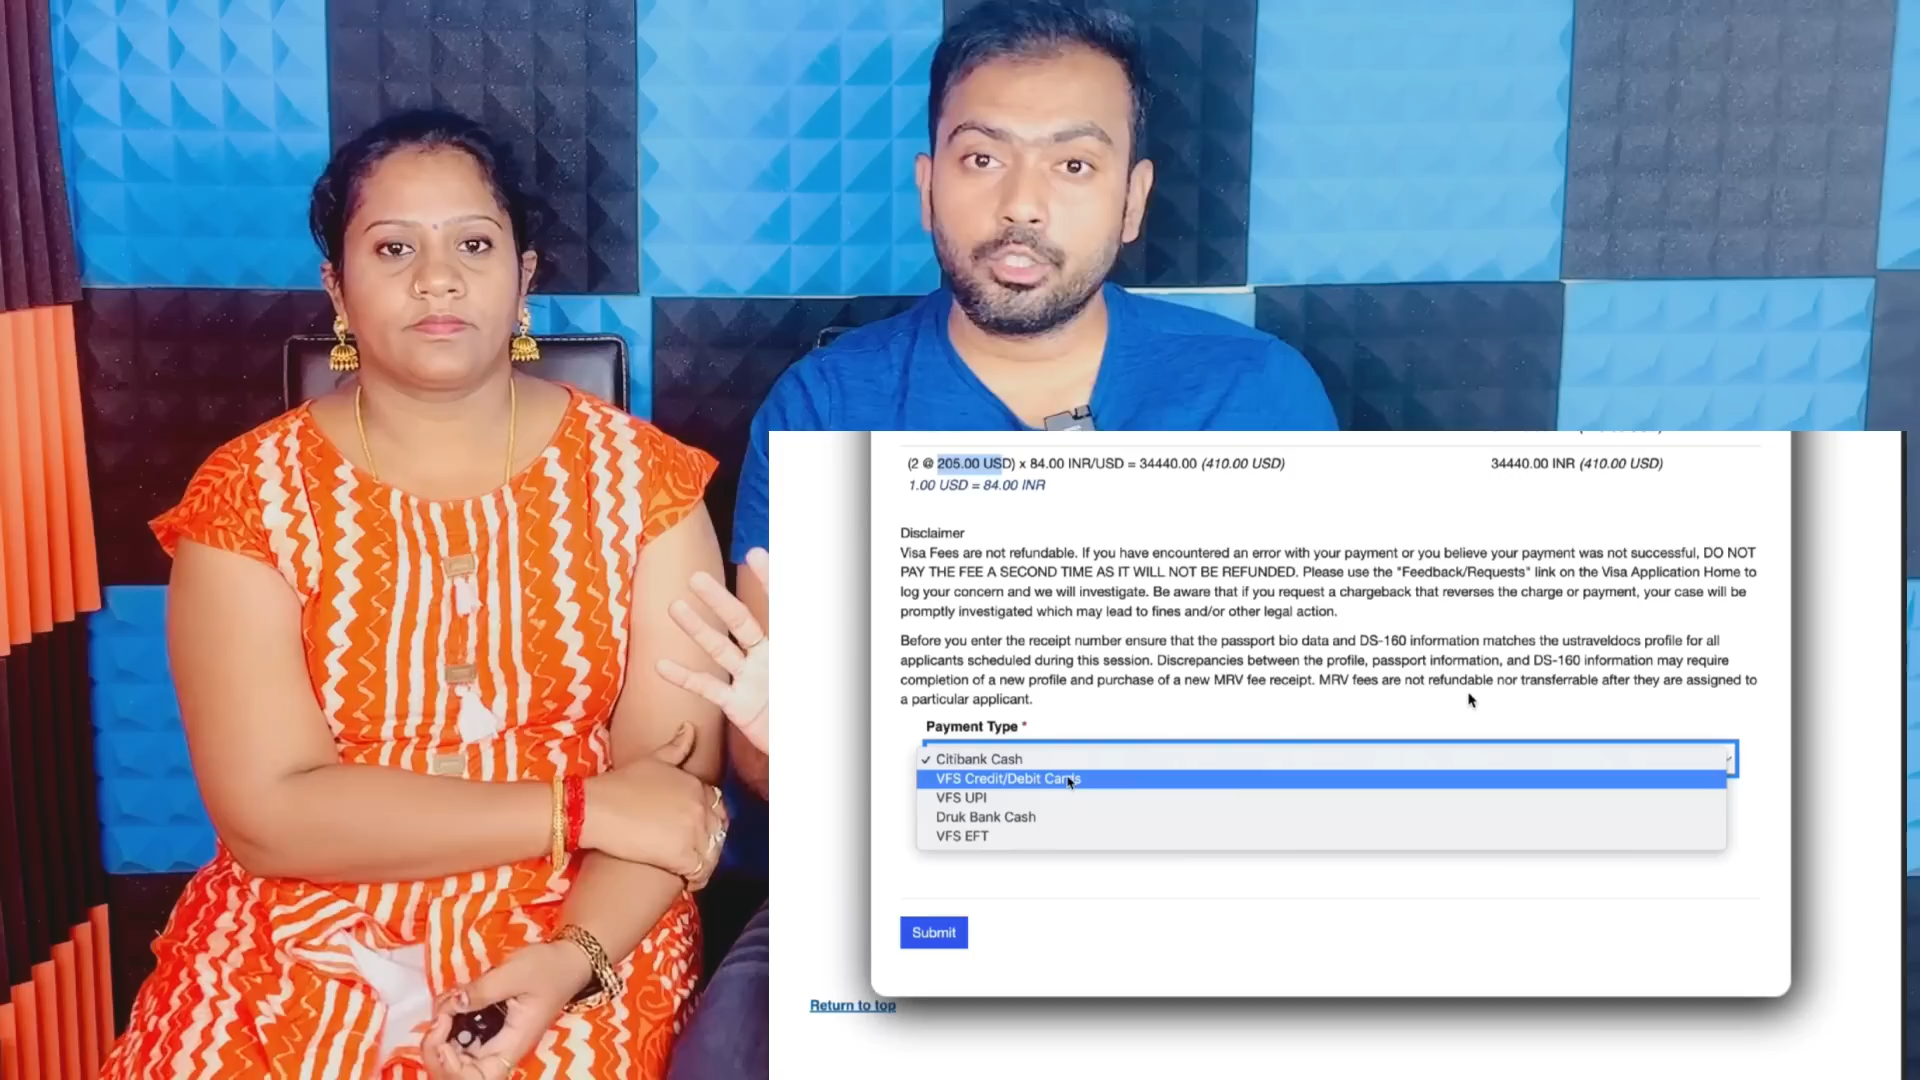 (2 @ 205.00 USD) x 84.00 INR/USD = 34440.00 (410.00 USD) 34440.00 INR (410.00 USD)
1.00 USD = 84.00 INR
Disclaimer
Visa Fees are not refundable. If you have encountered an error with your payment or you believe your payment was not successful, DO NOT
PAY THE FEE A SECOND TIME AS IT WILL NOT BE REFUNDED. Please use the "Feedback/Requests" link on the Visa Application Home to
log your concern and we will investigate. Be aware that if you request a chargeback that reverses the charge or payment, your case will be
promptly investigated which may lead to fines and/or other legal action.
Before you enter the receipt number ensure that the passport bio data and DS-160 information matches the ustraveldocs profile for all
applicants scheduled during this session. Discrepancies between the profile, passport information, and DS-160 information may require
completion of a new profile and purchase of a new MRV fee receipt. MRV fees are not refundable nor transferrable after they are assigned to
a particular applicant.
Payment Type *
✓ Citibank Cash
VFS Credit/Debit Cards
VFS UPI
Druk Bank Cash
VFS EFT
Submit
Return to top